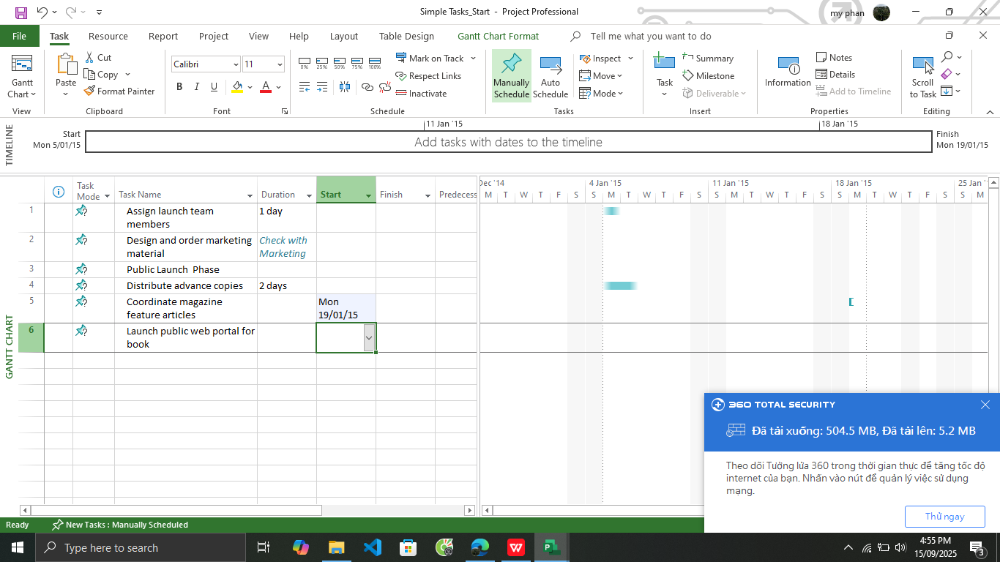 Simple Tasks_Start - Project Professional
my phan
File Task Resource Report Project View Help Layout Table Design Gantt Chart Format Tell me what you want to do
Gantt Chart
View
Paste
Cut
Copy
Format Painter
Clipboard
Calibri 11
B I U A
Font
0% 25% 50% 75% 100%
Mark on Track
Respect Links
Inactivate
Schedule
Manually Schedule
Auto Schedule
Inspect
Move
Mode
Tasks
Task
Summary
Milestone
Deliverable
Insert
Information
Notes
Details
Add to Timeline
Properties
Scroll to Task
Editing
TIMELINE
Start
Mon 5/01/15
11 Jan '15
18 Jan '15
Add tasks with dates to the timeline
Finish
Mon 19/01/15
GANTT CHART
Task Mode Task Name Duration Start Finish Predecess
1 Assign launch team members 1 day
2 Design and order marketing material Check with Marketing
3 Public Launch Phase
4 Distribute advance copies 2 days
5 Coordinate magazine feature articles Mon 19/01/15
6 Launch public web portal for book
Dec '14 4 Jan '15 11 Jan '15 18 Jan '15 25 Jan '
M T W T F S S M T W T F S S M T W T F S S M T W T F S S M
360 TOTAL SECURITY
Đã tải xuống: 504.5 MB, Đã tải lên: 5.2 MB
Theo dõi Tường lửa 360 trong thời gian thực để tăng tốc độ
internet của bạn. Nhấn vào nút để quản lý việc sử dụng
mạng.
Thử ngay
Ready New Tasks : Manually Scheduled
Type here to search
4:55 PM
15/09/2025
3